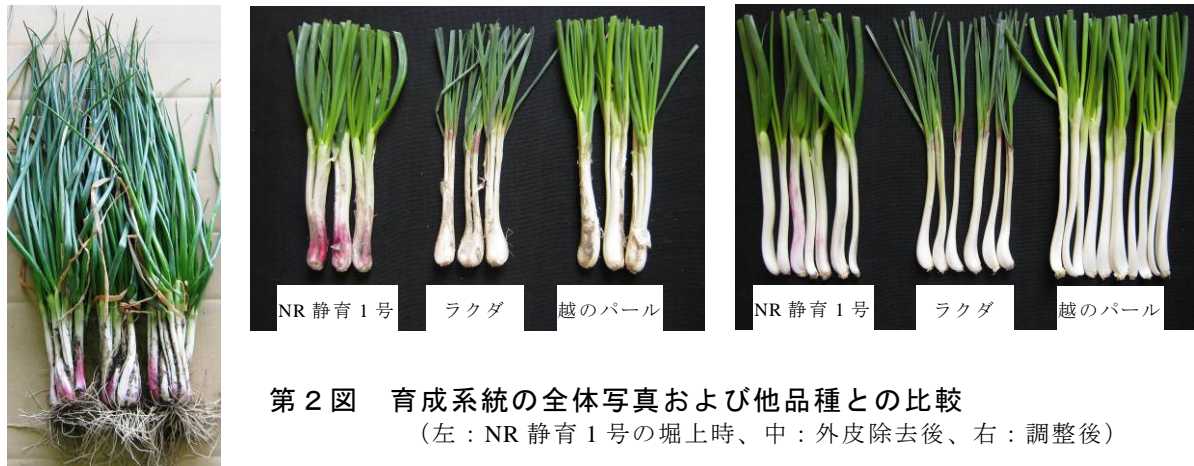 NR 静育 1 号
ラクダ
越のパール
NR 静育 1 号
ラクダ
越のパール
第２図　育成系統の全体写真および他品種との比較
（左：NR 静育 1 号の堀上時、中：外皮除去後、右：調整後）